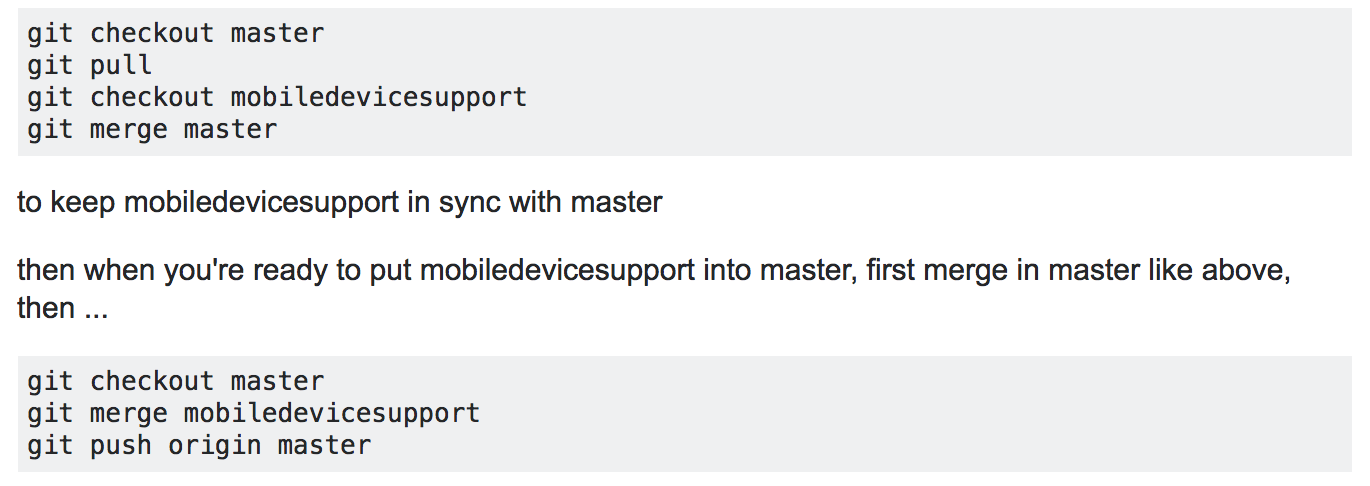 git checkout master
git pull
git checkout mobiledevicesupport
git merge master
to keep mobiledevicesupport in sync with master
then when you're ready to put mobiledevicesupport into master, first merge in master like above,
then ...
git checkout master
git merge mobiledevicesupport
git push origin master